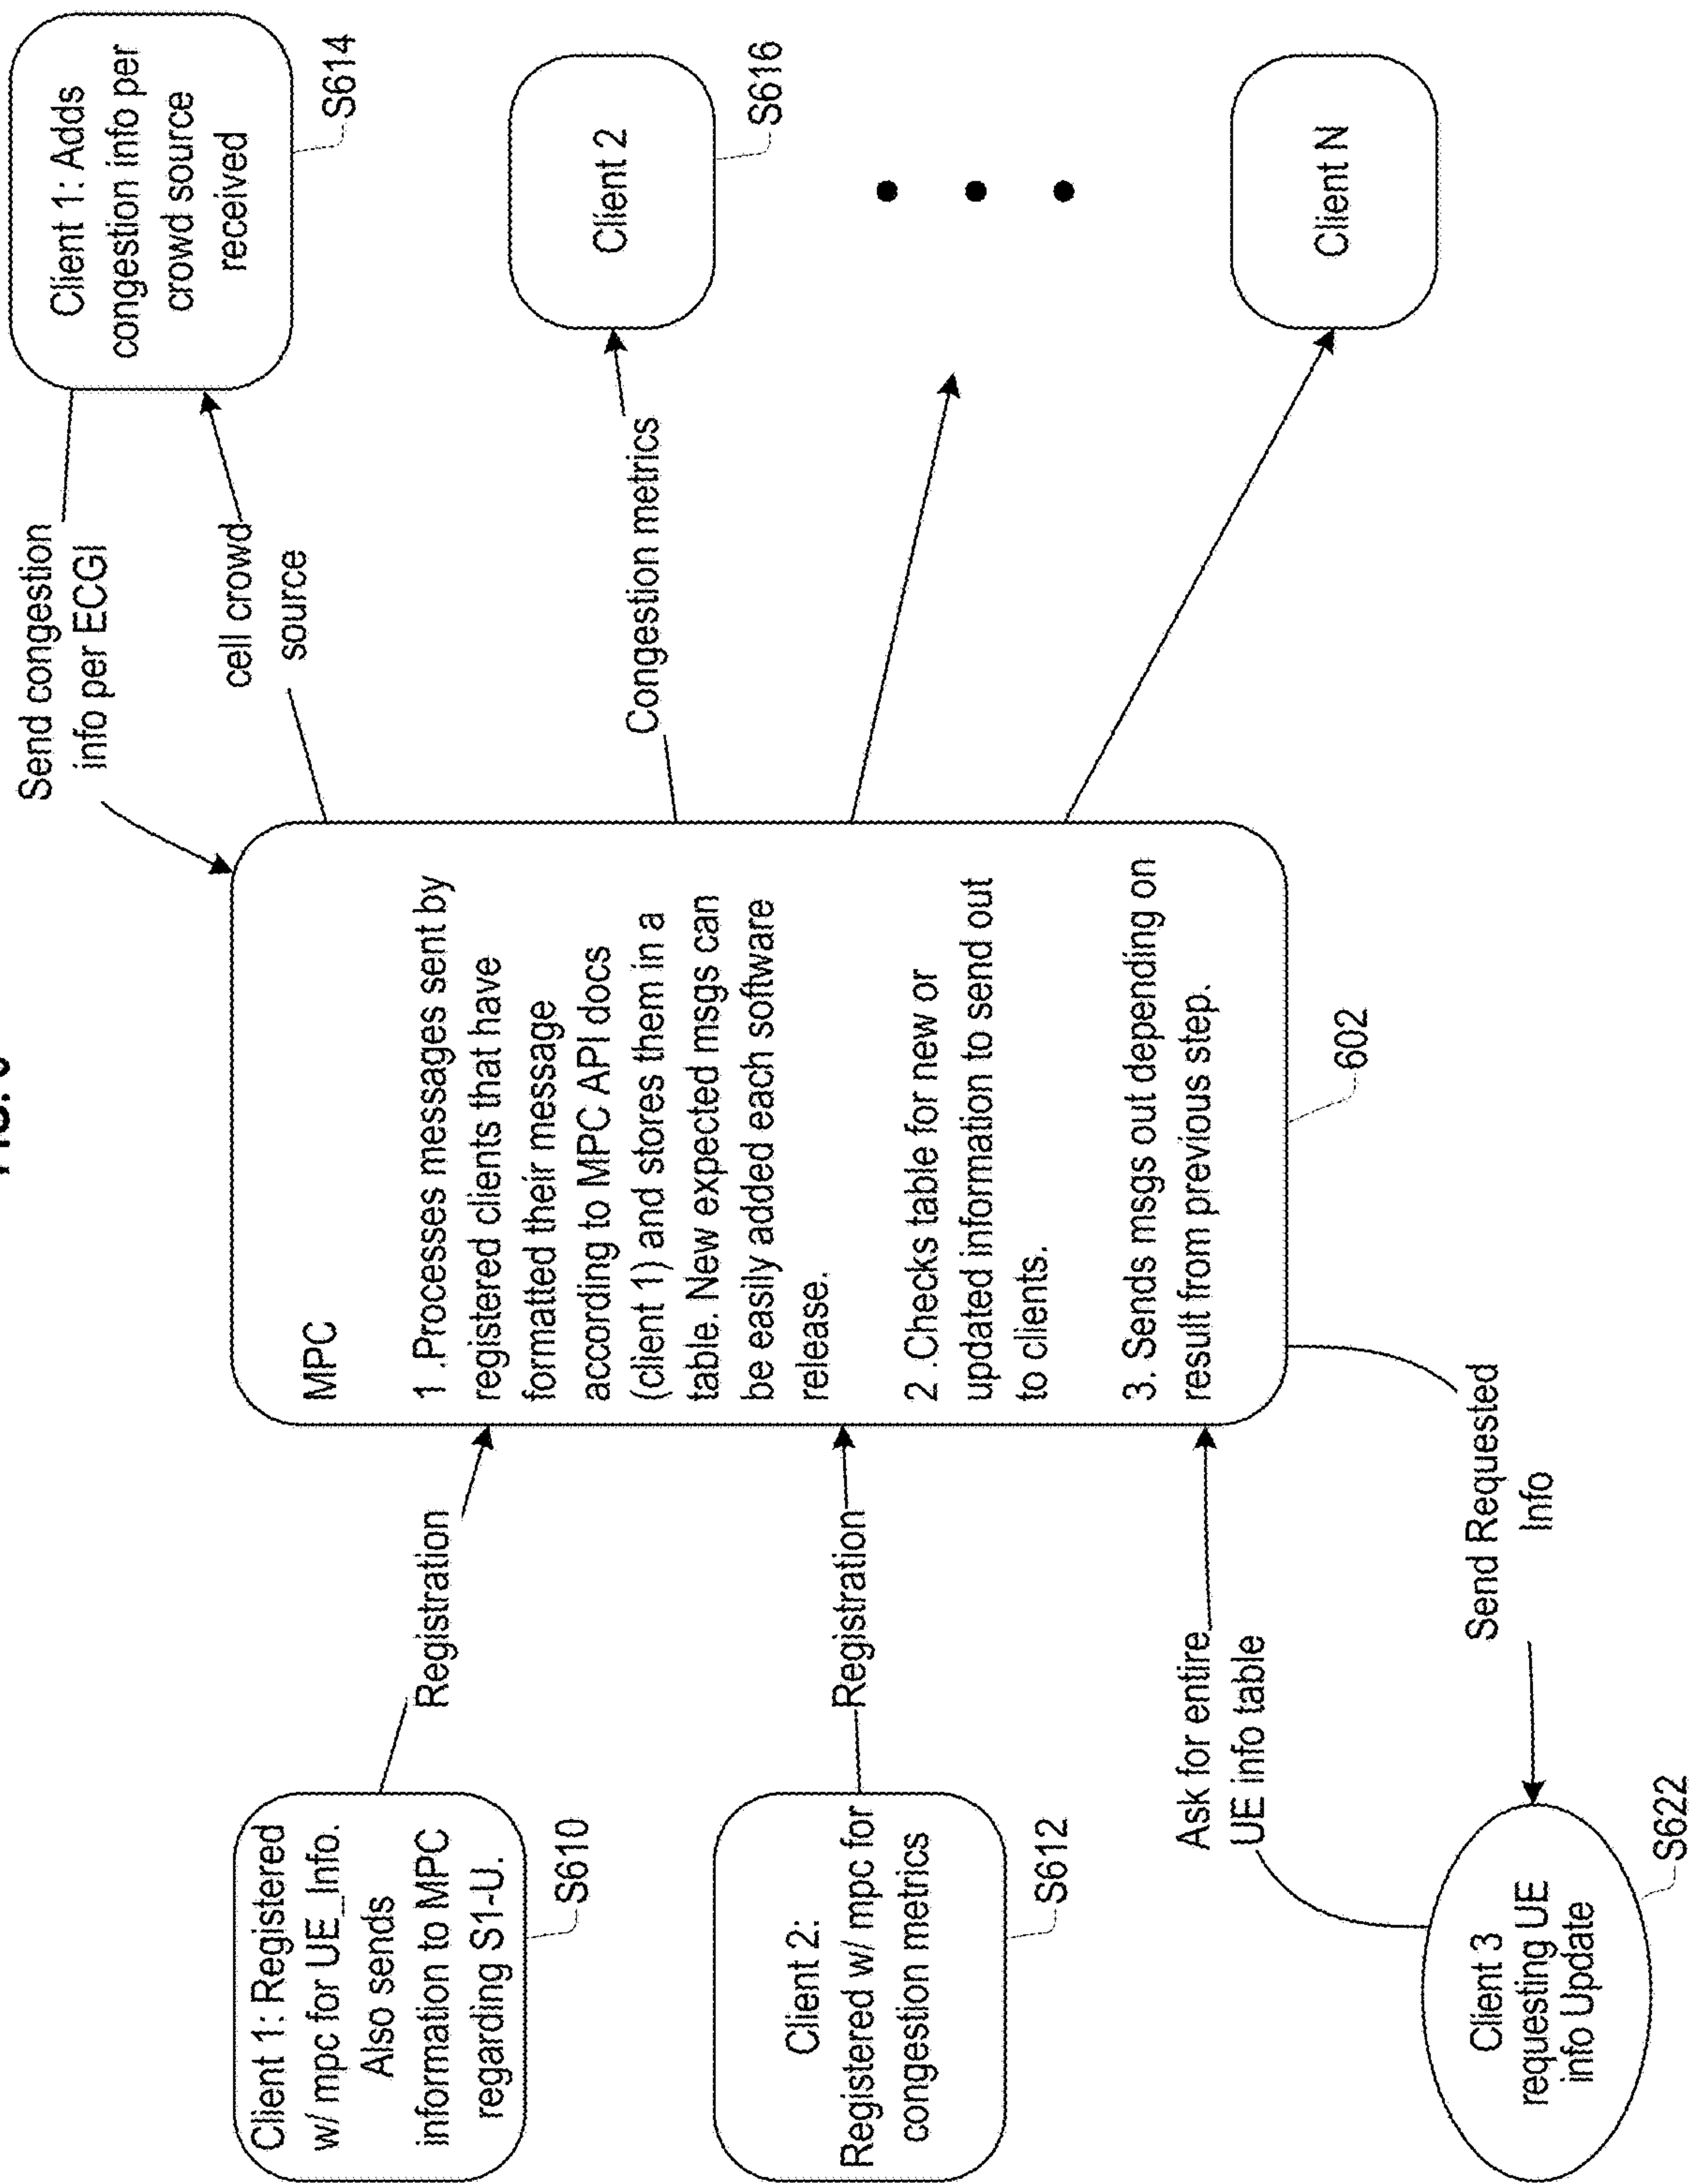 Client 1: Registered
w/ mpc for UE_Info.
Also sends
information to MPC
regarding S1-U.
S610
Registration
Client 2:
Registered w/ mpc for
congestion metrics
S612
Registration
Client 3
requesting UE
info Update
S622
Ask for entire
UE info table
Send Requested
Info
MPC
1 .Processes messages sent by
registered clients that have
formatted their message
according to MPC API docs
(client 1) and stores them in a
table. New expected msgs can
be easily added each software
release.
2 .Checks table for new or
updated information to send out
to clients.
3. Sends msgs out depending on
result from previous step.
602
Send congestion
info per ECGI
cell crowd
source
Congestion metrics
Client 1: Adds
congestion info per
crowd source
received
S614
Client 2
S616
Client N